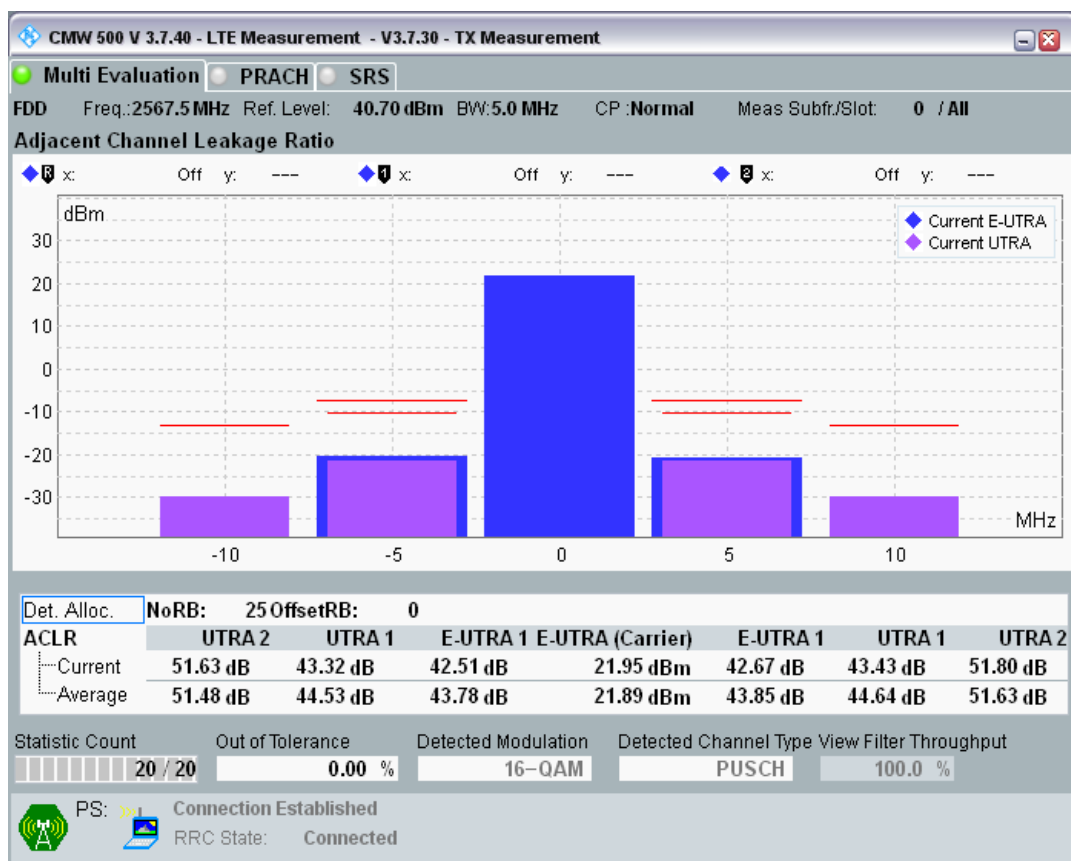 CMW 500 V 3.7.40 - LTE Measurement - V3.7.30 - TX Measurement
Multi Evaluation PRACH SRS
FDD Freq.:2567.5 MHz Ref. Level: 40.70 dBm BW:5.0 MHz CP :Normal Meas Subfr./Slot: 0 / All
Adjacent Channel Leakage Ratio
R x: Off y: --- 1 x: Off y: --- 2 x: Off y: ---
dBm
Current E-UTRA
Current UTRA
30
20
10
0
-10
-20
-30
MHz
-10 -5 0 5 10
Det. Alloc. NoRB: 25 OffsetRB: 0
ACLR UTRA 2 UTRA 1 E-UTRA 1 E-UTRA (Carrier) E-UTRA 1 UTRA 1 UTRA 2
Current 51.63 dB 43.32 dB 42.51 dB 21.95 dBm 42.67 dB 43.43 dB 51.80 dB
Average 51.48 dB 44.53 dB 43.78 dB 21.89 dBm 43.85 dB 44.64 dB 51.63 dB
Statistic Count Out of Tolerance Detected Modulation Detected Channel Type View Filter Throughput
20 / 20 0.00 % 16-QAM PUSCH 100.0 %
PS: Connection Established
RRC State: Connected